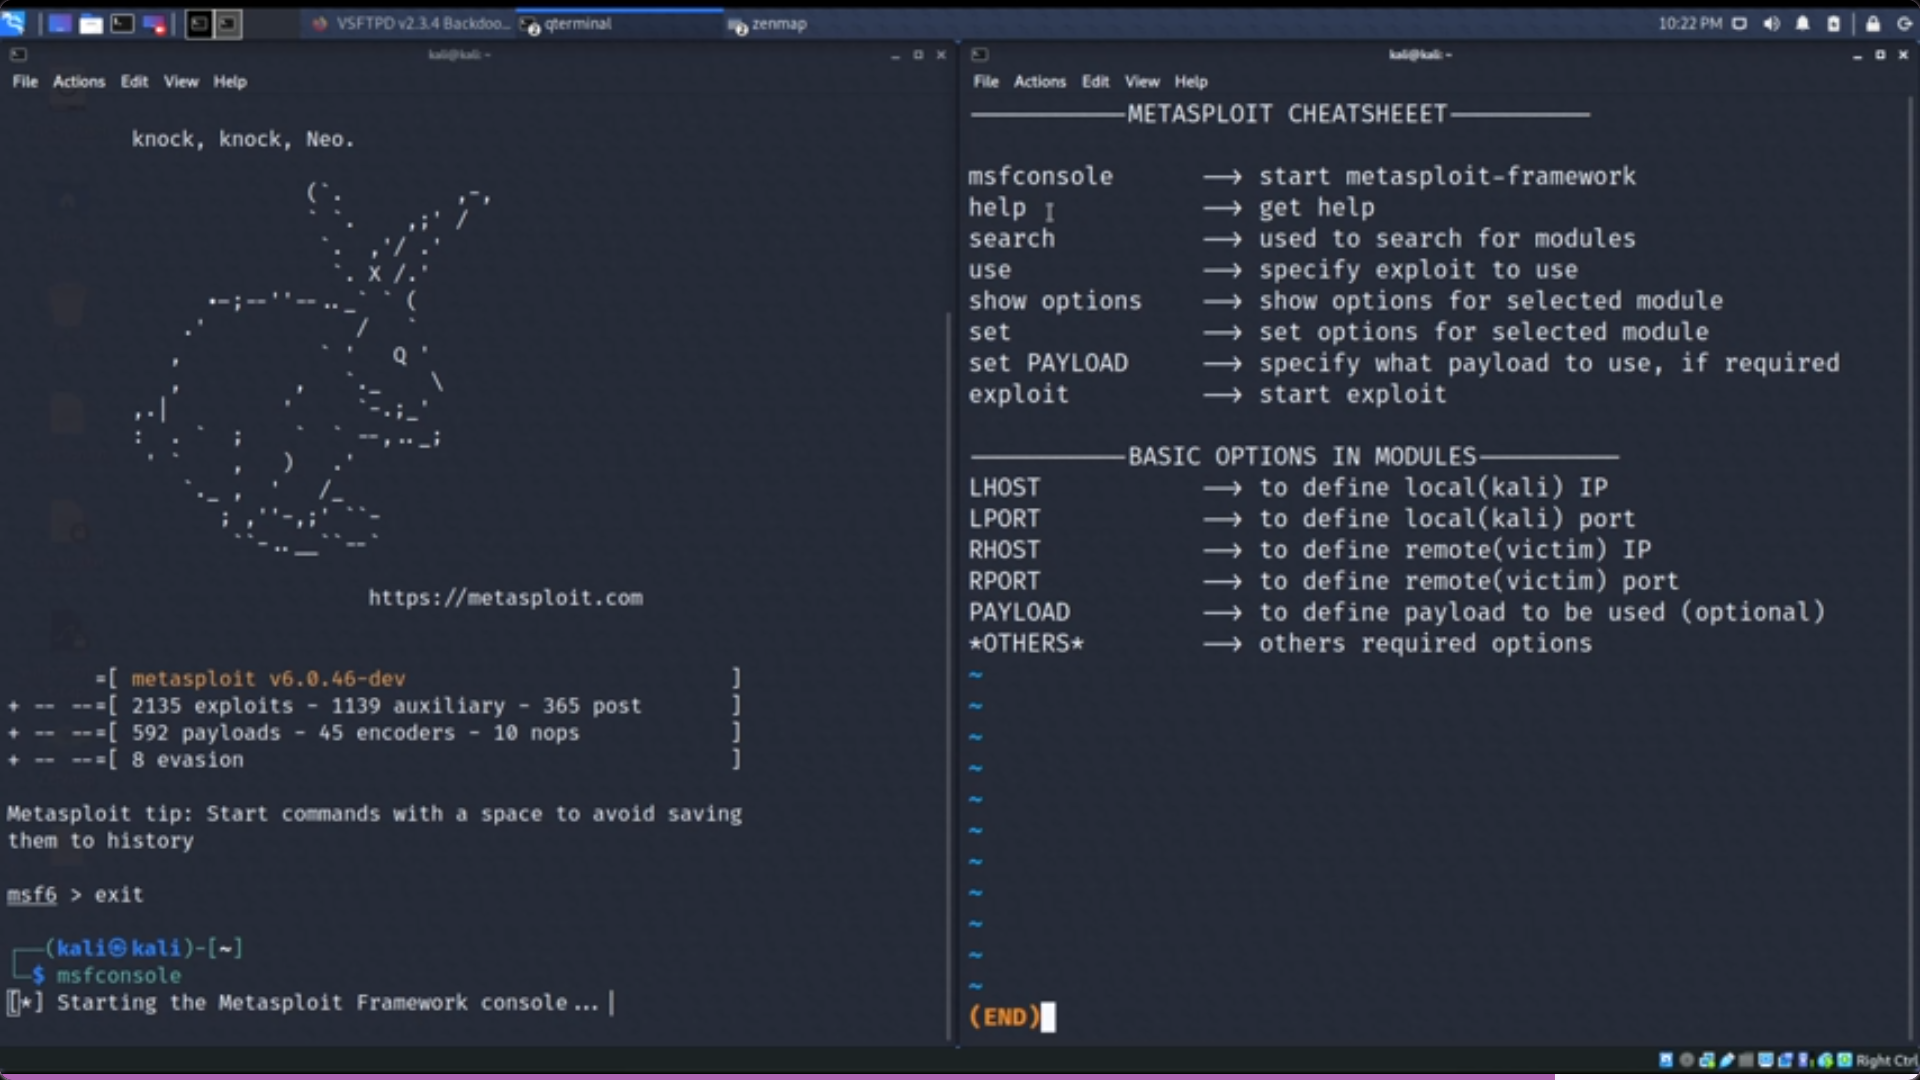 VSFTPD v2.3.4 Backdoo...
qterminal
zenmap
10:22 PM
kali@kali: ~
File Actions Edit View Help
knock, knock, Neo.
https://metasploit.com
=[ metasploit v6.0.46-dev ]
+ -- --=[ 2135 exploits - 1139 auxiliary - 365 post ]
+ -- --=[ 592 payloads - 45 encoders - 10 nops ]
+ -- --=[ 8 evasion ]
Metasploit tip: Start commands with a space to avoid saving
them to history
msf6 > exit
(kali㉿kali)-[~]
$ msfconsole
[*] Starting the Metasploit Framework console...|
kali@kali: ~
File Actions Edit View Help
METASPLOIT CHEATSHEEET
msfconsole → start metasploit-framework
help → get help
search → used to search for modules
use → specify exploit to use
show options → show options for selected module
set → set options for selected module
set PAYLOAD → specify what payload to use, if required
exploit → start exploit
BASIC OPTIONS IN MODULES
LHOST → to define local(kali) IP
LPORT → to define local(kali) port
RHOST → to define remote(victim) IP
RPORT → to define remote(victim) port
PAYLOAD → to define payload to be used (optional)
*OTHERS* → others required options
~
~
~
~
~
~
~
~
~
~
~
(END)
Right Ctrl